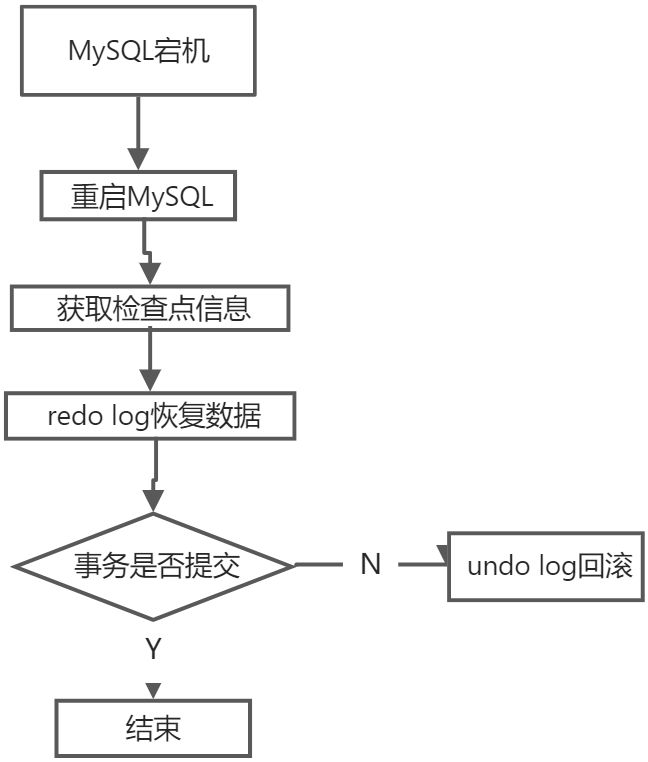 MySQL宕机
重启MySQL
获取检查点信息
redo log恢复数据
事务是否提交
N
undo log回滚
Y
结束